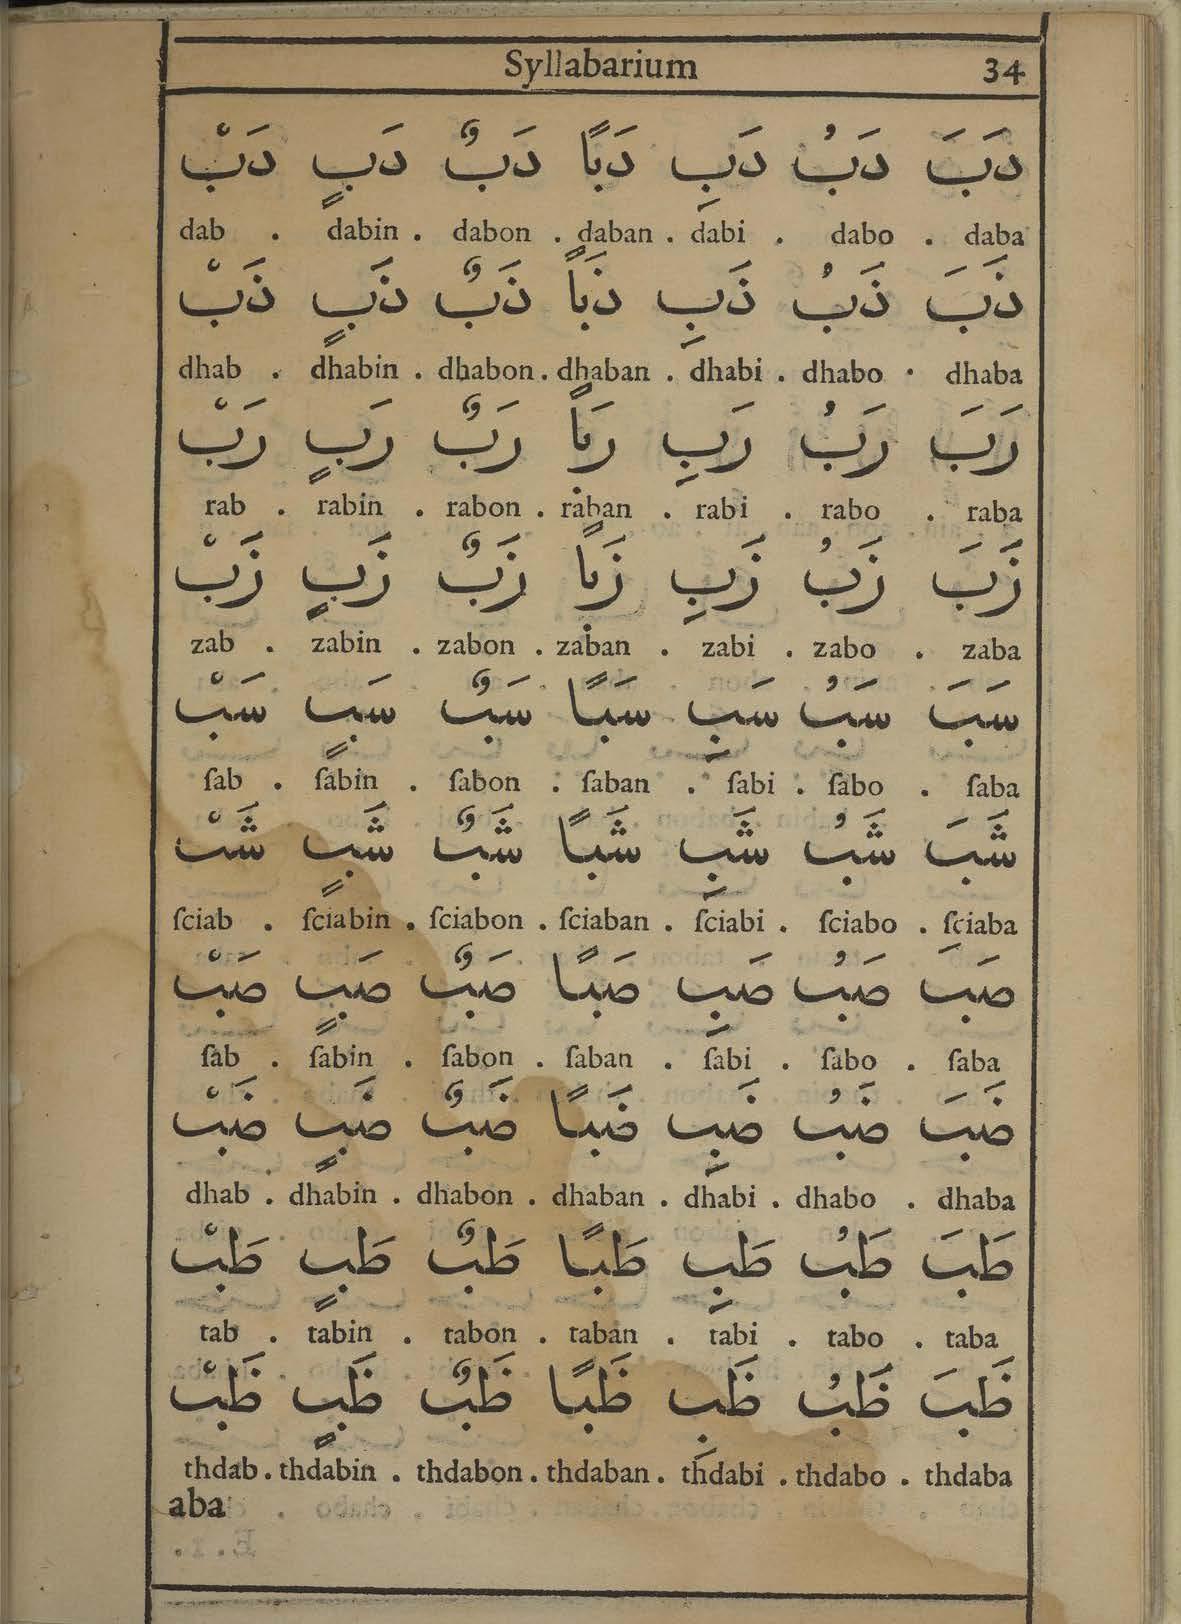 Syllabarium 34
دَبَ دَبُ دَبِ دَبًا دَبٌ دَبٍ دَبْ
dab . dabin . dabon . daban . dabi . dabo . daba
ذَبَ ذَبُ ذَبِ ذَبًا ذَبٌ ذَبٍ ذَبْ
dhab . dhabin . dhabon . dhaban . dhabi . dhabo . dhaba
رَبَ رَبُ رَبِ رَبًا رَبٌ رَبٍ رَبْ
rab . rabin . rabon . raban . rabi . rabo . raba
زَبَ زَبُ زَبِ زَبًا زَبٌ زَبٍ زَبْ
zab . zabin . zabon . zaban . zabi . zabo . zaba
سَبَ سَبُ سَبِ سَبًا سَبٌ سَبٍ سَبْ
ſab . ſabin . ſabon . ſaban . ſabi . ſabo . ſaba
شَبَ شَبُ شَبِ شَبًا شَبٌ شَبٍ شَبْ
ſciab . ſciabin . ſciabon . ſciaban . ſciabi . ſciabo . ſciaba
صَبَ صَبُ صَبِ صَبًا صَبٌ صَبٍ صَبْ
ſab . ſabin . ſabon . ſaban . ſabi . ſabo . ſaba
ضَبَ ضَبُ ضَبِ ضَبًا ضَبٌ ضَبٍ ضَبْ
dhab . dhabin . dhabon . dhaban . dhabi . dhabo . dhaba
طَبَ طَبُ طَبِ طَبًا طَبٌ طَبٍ طَبْ
tab . tabin . tabon . taban . tabi . tabo . taba
ظَبَ ظَبُ ظَبِ ظَبًا ظَبٌ ظَبٍ ظَبْ
thdab . thdabin . thdabon . thdaban . thdabi . thdabo . thdaba
aba